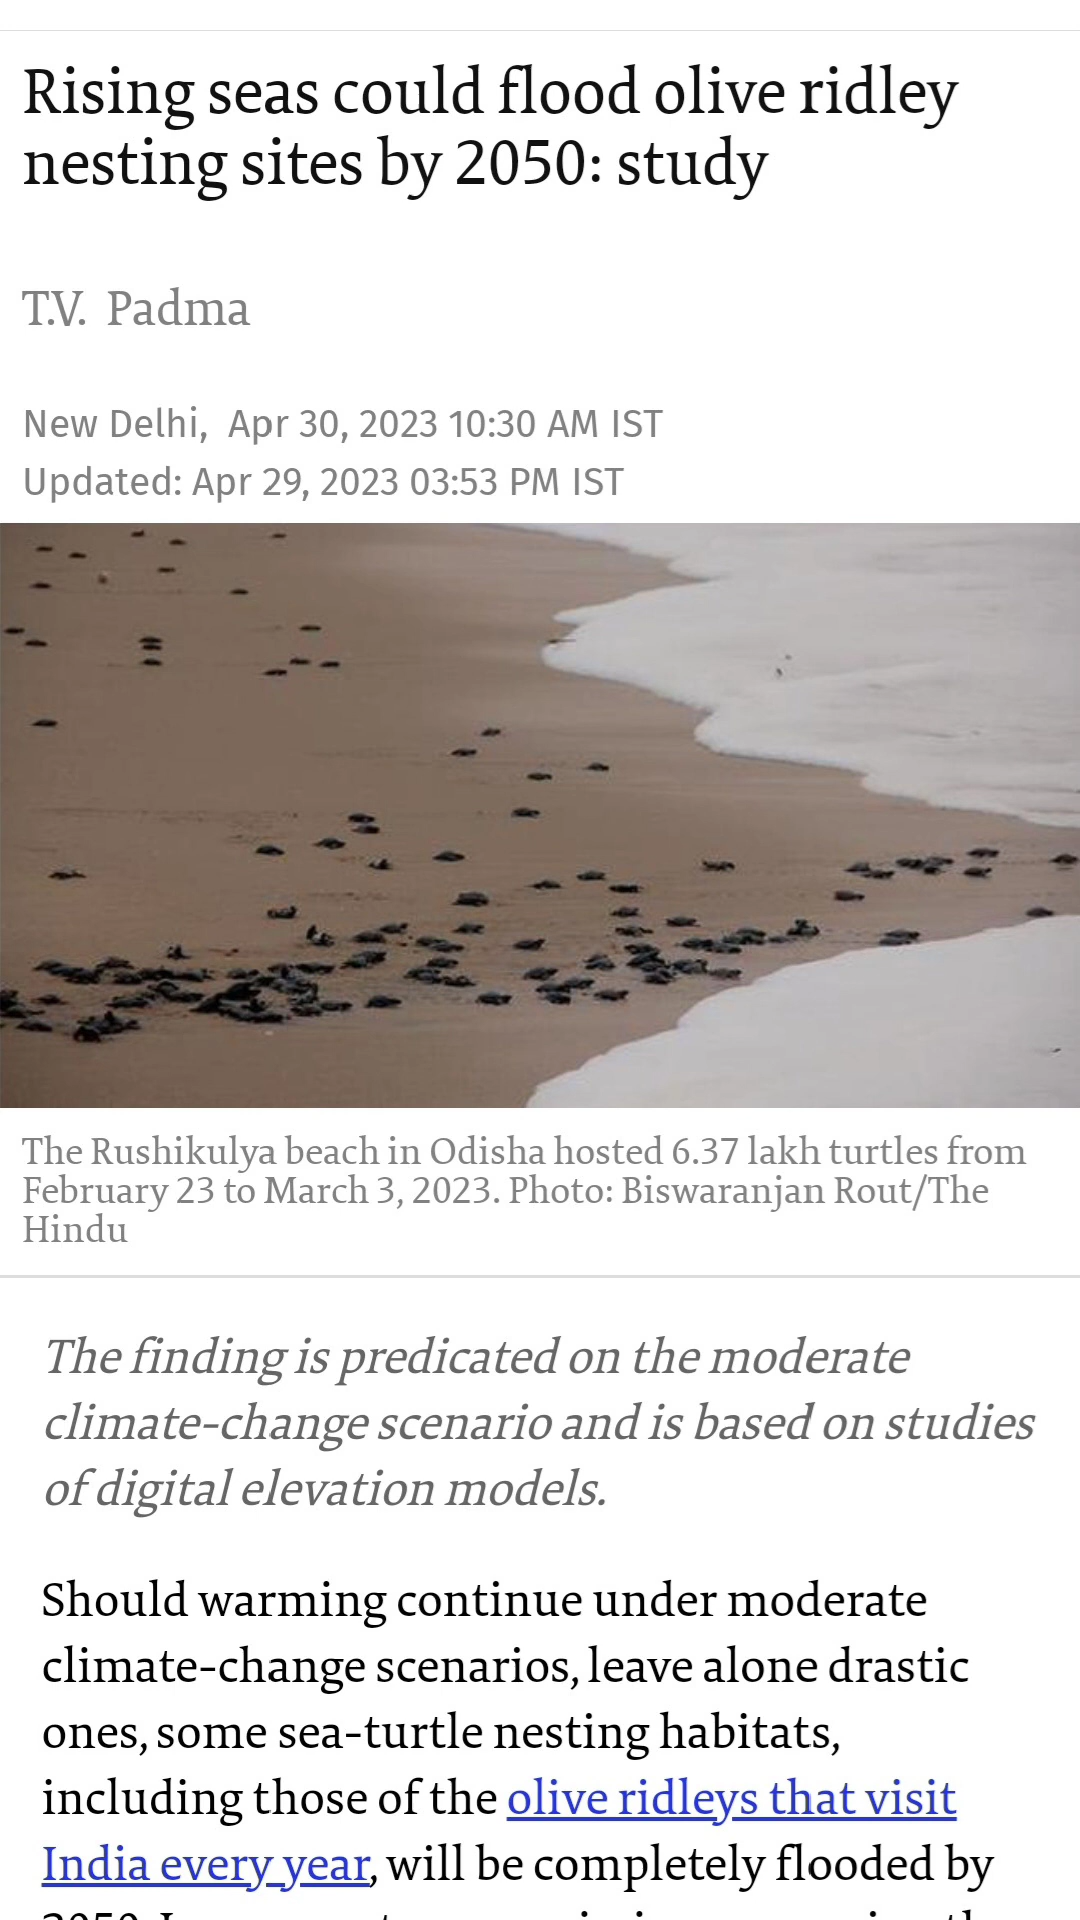 Rising seas could flood olive ridley
nesting sites by 2050: study
T.V. Padma
New Delhi, Apr 30, 2023 10:30 AM IST
Updated: Apr 29, 2023 03:53 PM IST
The Rushikulya beach in Odisha hosted 6.37 lakh turtles from
February 23 to March 3, 2023. Photo: Biswaranjan Rout/The
Hindu
The finding is predicated on the moderate
climate-change scenario and is based on studies
of digital elevation models.
Should warming continue under moderate
climate-change scenarios, leave alone drastic
ones, some sea-turtle nesting habitats,
including those of the olive ridleys that visit
India every year, will be completely flooded by
2050.